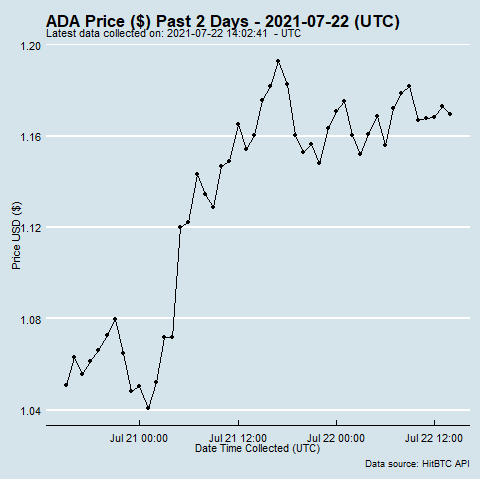 ADA Price ($) Past 2 Days - 2021-07-22 (UTC)
Latest data collected on: 2021-07-22 14:02:41 - UTC
1.20
1.16
1.12
1.08
1.04
Price USD ($)
Jul 21 00:00
Jul 21 12:00
Jul 22 00:00
Jul 22 12:00
Date Time Collected (UTC)
Data source: HitBTC API